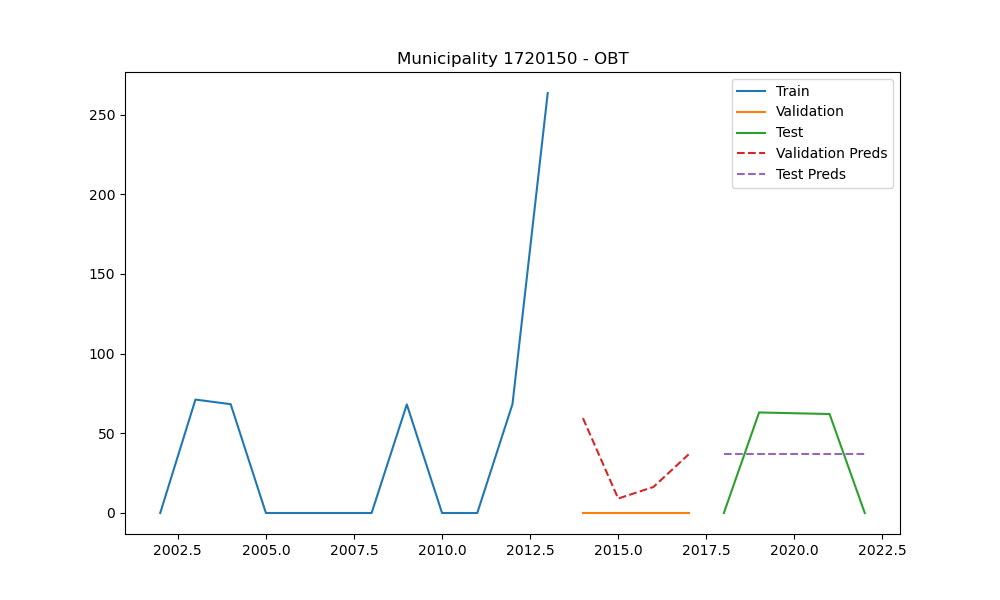 Municipality 1720150 - OBT
Train
Validation
Test
Validation Preds
Test Preds
250
200
150
100
50
0
2002.5 2005.0 2007.5 2010.0 2012.5 2015.0 2017.5 2020.0 2022.5